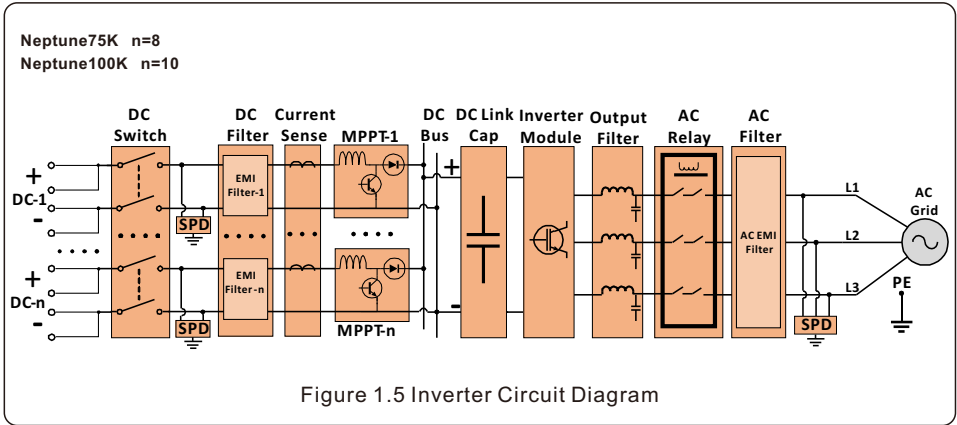 Neptune75K n=8
Neptune100K n=10
DC Switch
DC Filter
Current Sense
MPPT-1
DC Bus
DC Link Cap
Inverter Module
Output Filter
AC Relay
AC Filter
+
DC-1
-
SPD
EMI Filter-1
+
DC-n
-
SPD
EMI Filter-n
MPPT-n
+
-
AC EMI Filter
L1
L2
L3
SPD
AC Grid
PE
Figure 1.5 Inverter Circuit Diagram